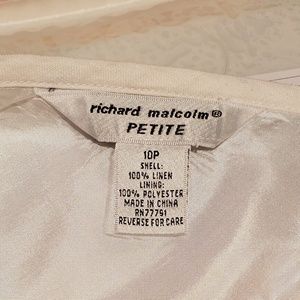 richard malcolm®
PETITE
10P
SHELL:
100% LINEN
LINING:
100% POLYESTER
MADE IN CHINA
RN77791
REVERSE FOR CARE